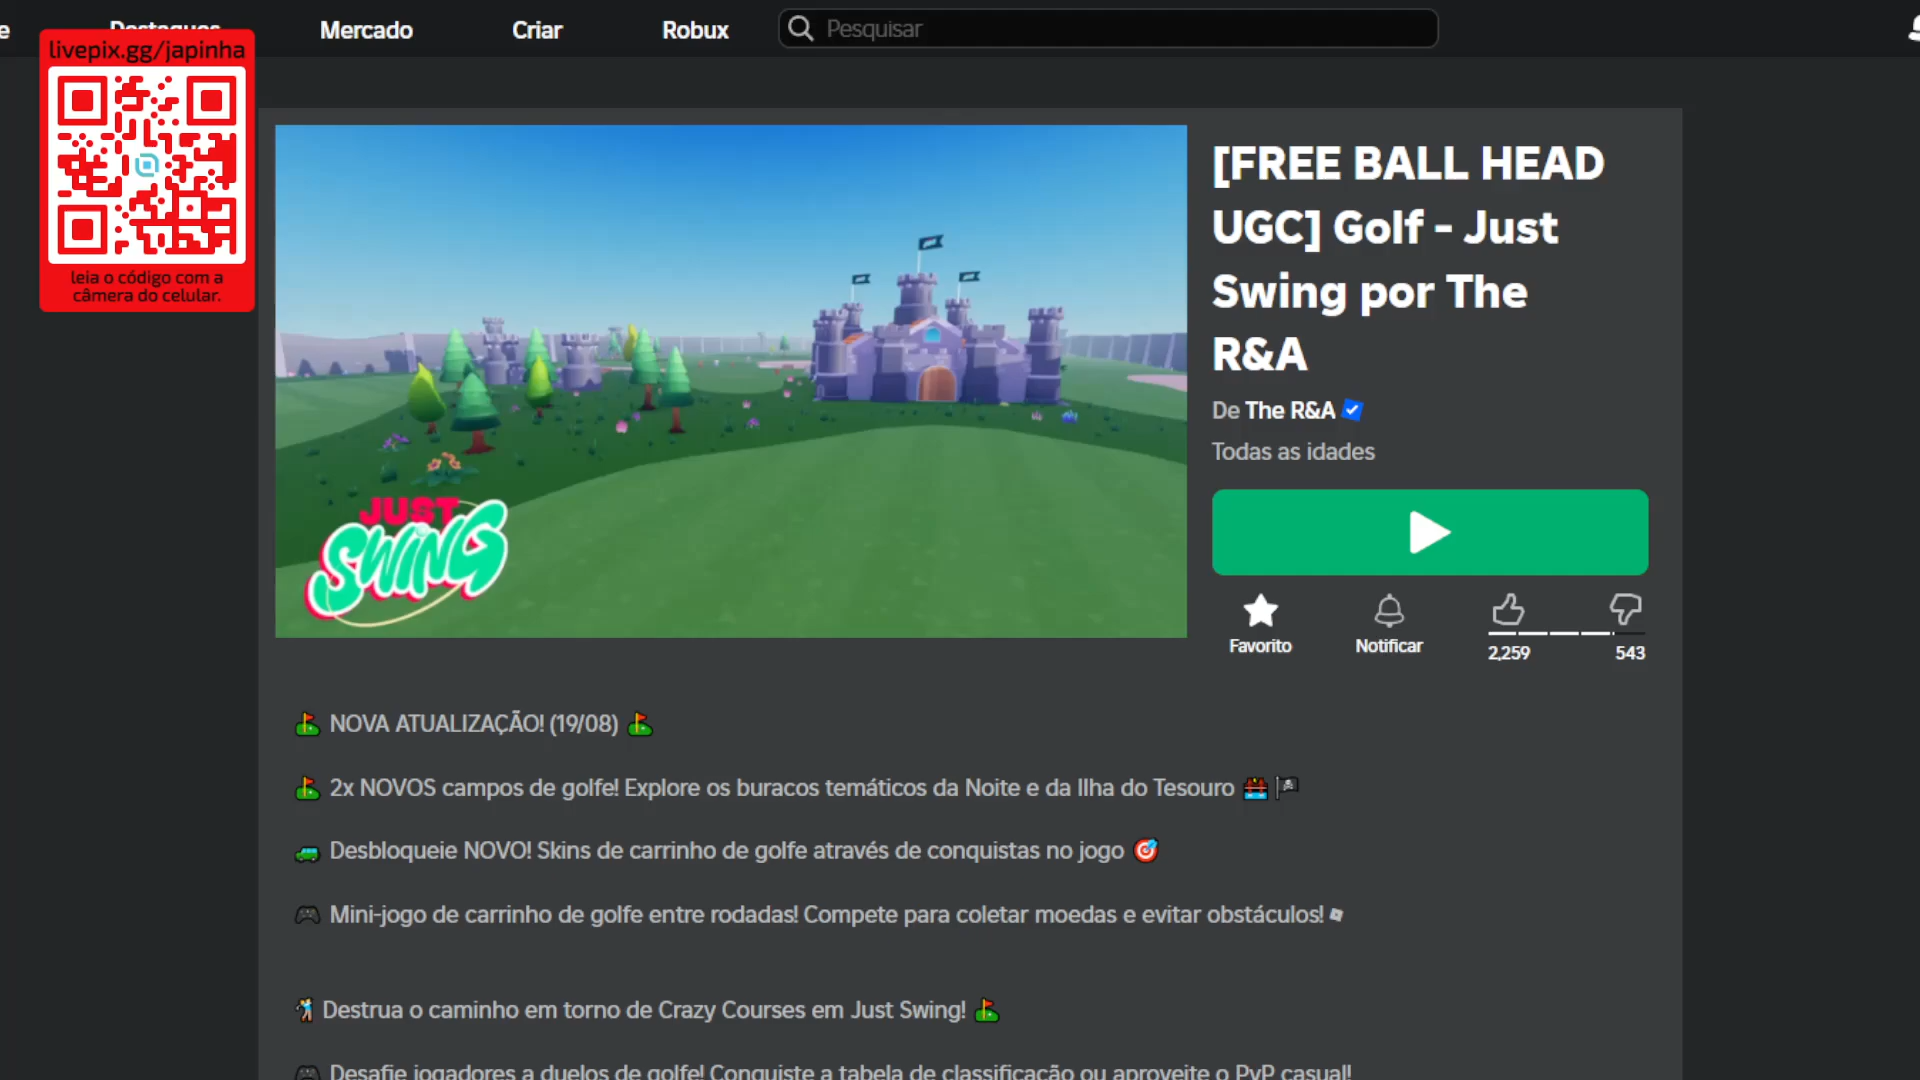 Mercado
Criar
Robux
Pesquisar
livepix.gg/japinha
leia o código com a
câmera do celular.
JUST
SWING
[FREE BALL HEAD
UGC] Golf - Just
Swing por The
R&A
De The R&A
Todas as idades
Favorito
Notificar
2,259
543
NOVA ATUALIZAÇÃO! (19/08)
2x NOVOS campos de golfe! Explore os buracos temáticos da Noite e da Ilha do Tesouro
Desbloqueie NOVO! Skins de carrinho de golfe através de conquistas no jogo
Mini-jogo de carrinho de golfe entre rodadas! Compete para coletar moedas e evitar obstáculos!
Destrua o caminho em torno de Crazy Courses em Just Swing!
Desafie jogadores a duelos de golfe! Conquiste a tabela de classificação ou aproveite o PvP casual!